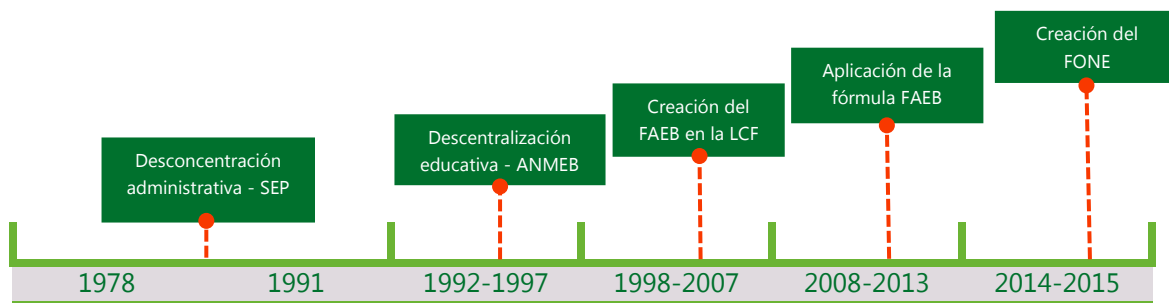 Desconcentración
administrativa - SEP
Descentralización
educativa - ANMEB
Creación del
FAEB en la LCF
Aplicación de la
fórmula FAEB
Creación del
FONE
1978
1991
1992-1997
1998-2007
2008-2013
2014-2015